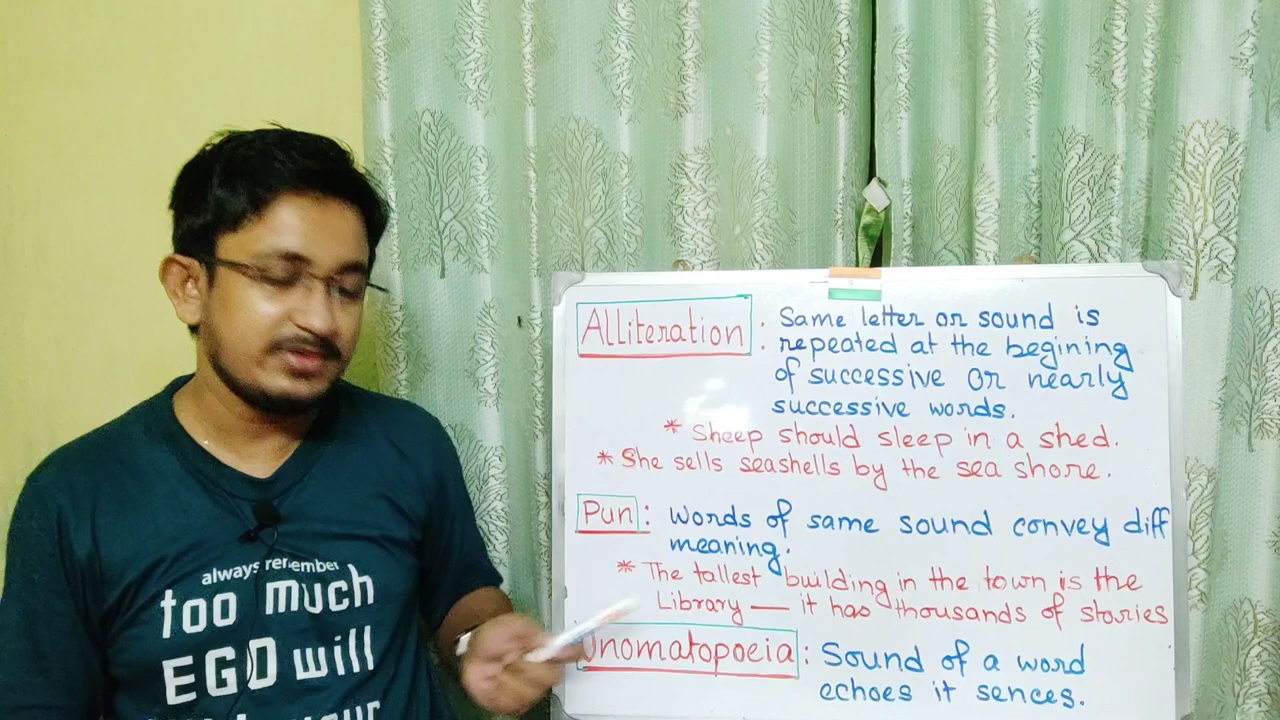 always remember
too much
EGO will
Alliteration : Same letter or sound is
repeated at the begining
of successive or nearly
successive words.
* Sheep should sleep in a shed.
* She sells seashells by the sea shore.
Pun : Words of same sound convey diff
meaning.
* The tallest building in the town is the
Library — it has thousands of stories
Onomatopoeia : Sound of a word
echoes it sences.